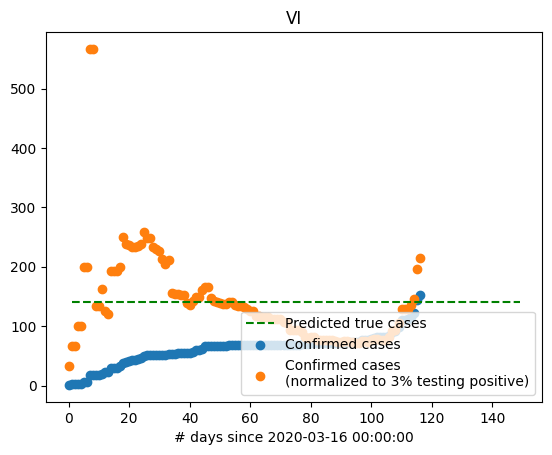 VI
500
400
300
200
100
0
Predicted true cases
Confirmed cases
Confirmed cases
(normalized to 3% testing positive)
0 20 40 60 80 100 120 140
# days since 2020-03-16 00:00:00